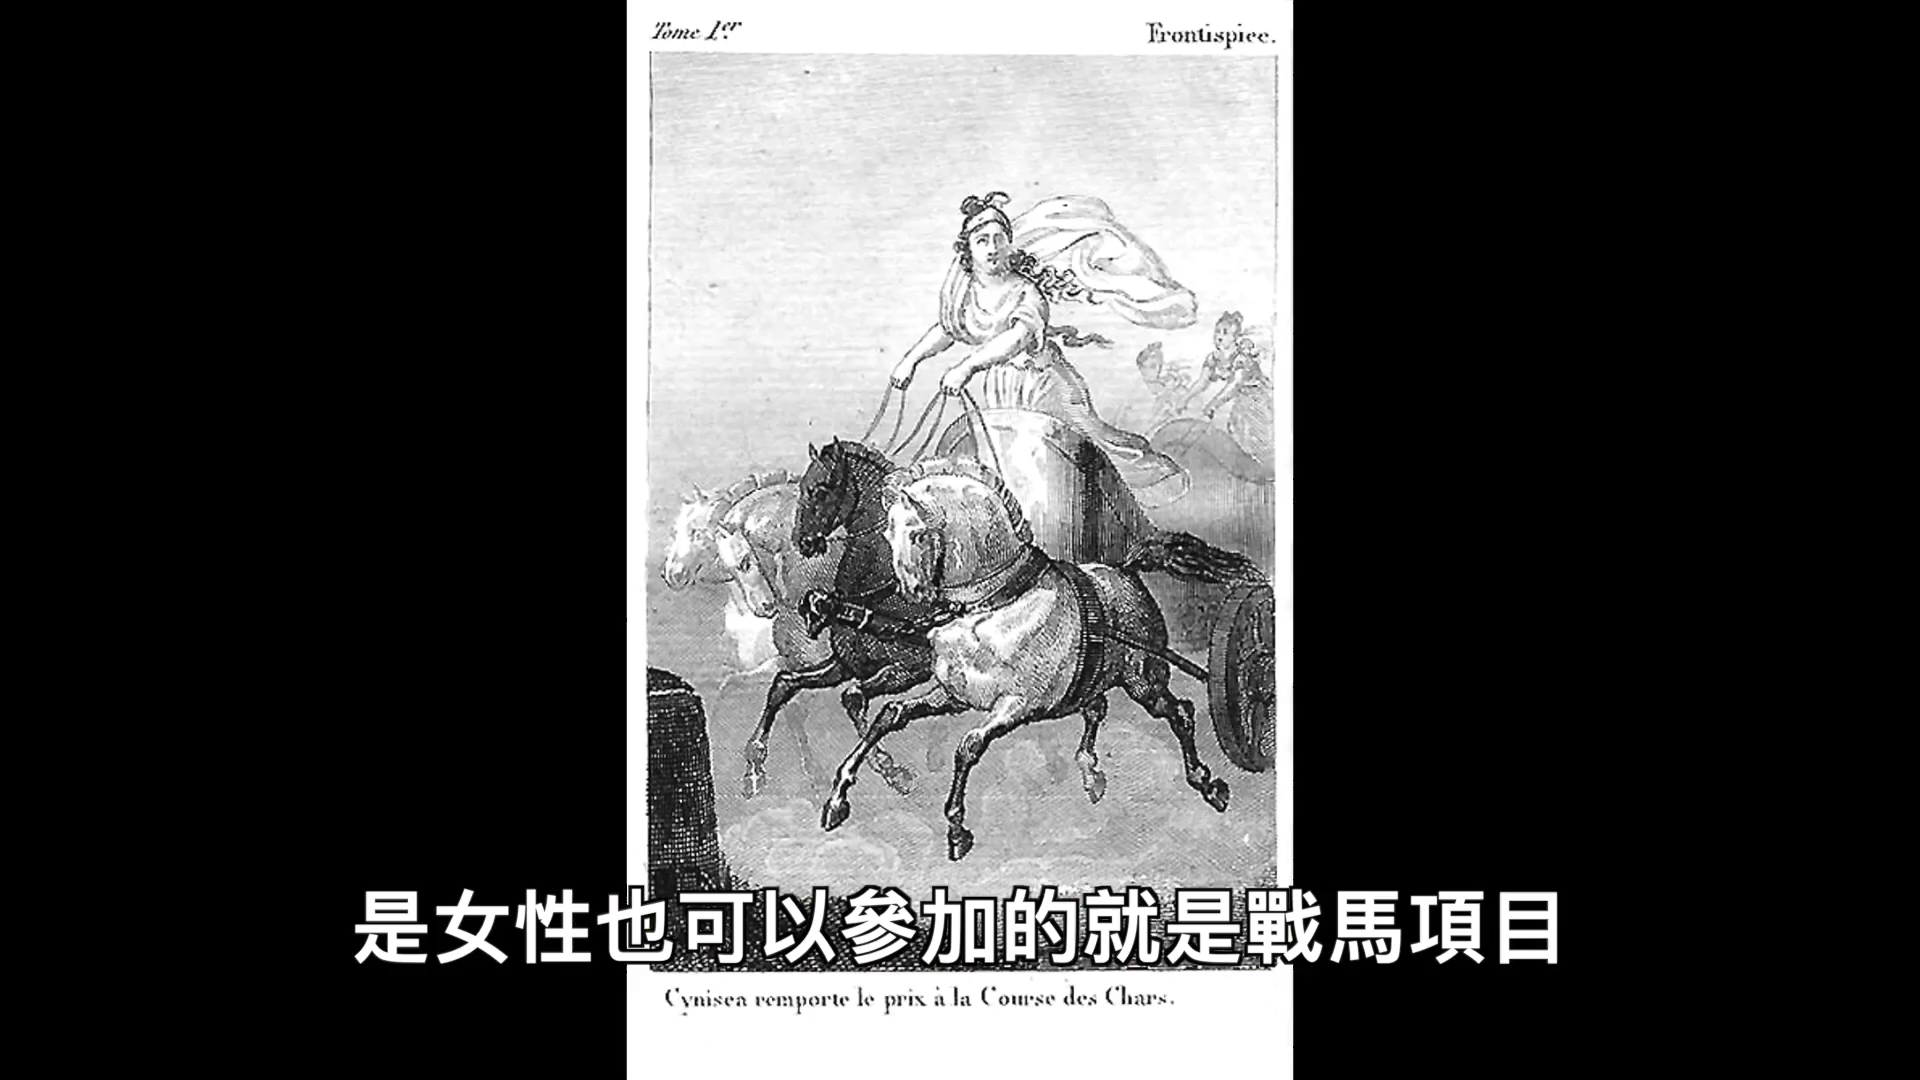 Tome 1.er
Frontispice.
是女性也可以參加的就是戰馬項目
Cynisca remporte le prix à la Course des Chars.